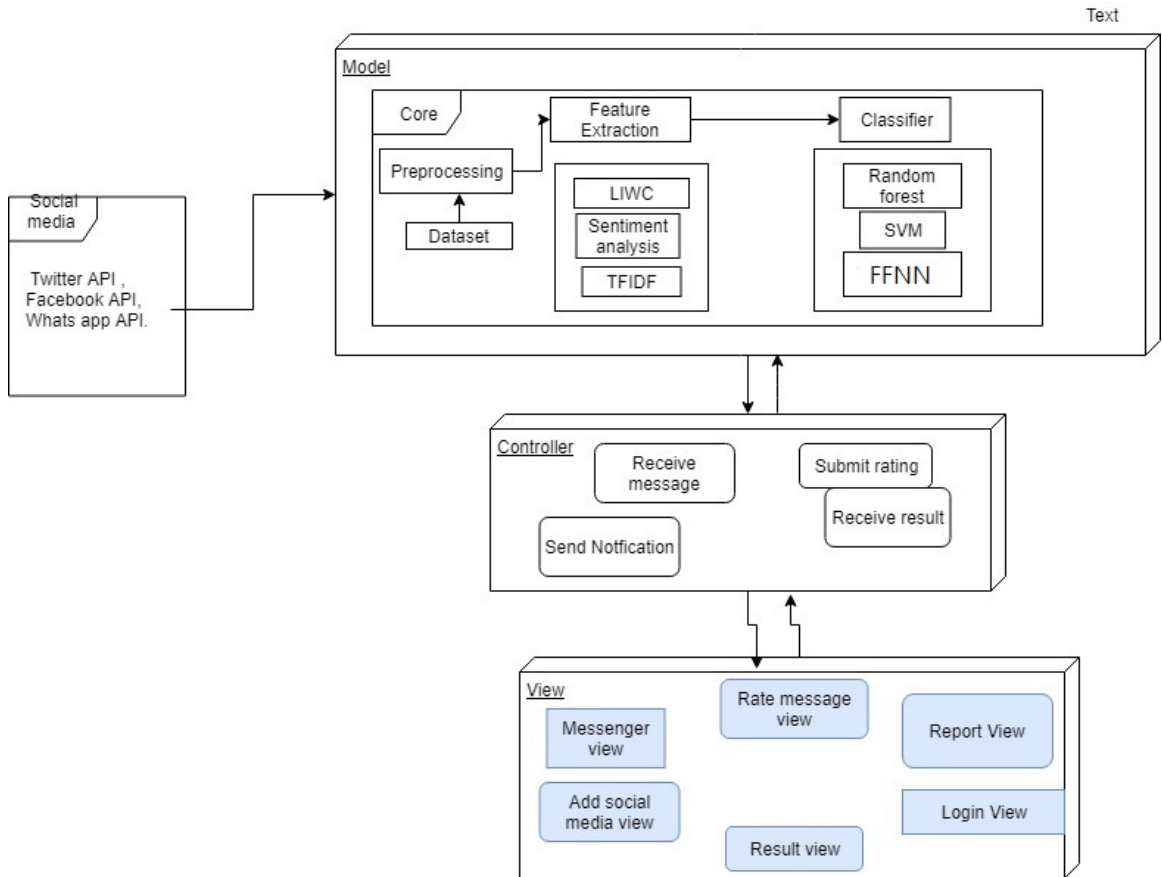 Text
Model
Core
Feature
Extraction
Classifier
Preprocessing
Dataset
LIWC
Sentiment
analysis
TFIDF
Random
forest
SVM
FFNN
Social
media
Twitter API ,
Facebook API,
Whats app API.
Controller
Receive
message
Submit rating
Receive result
Send Notfication
View
Messenger
view
Rate message
view
Report View
Add social
media view
Result view
Login View